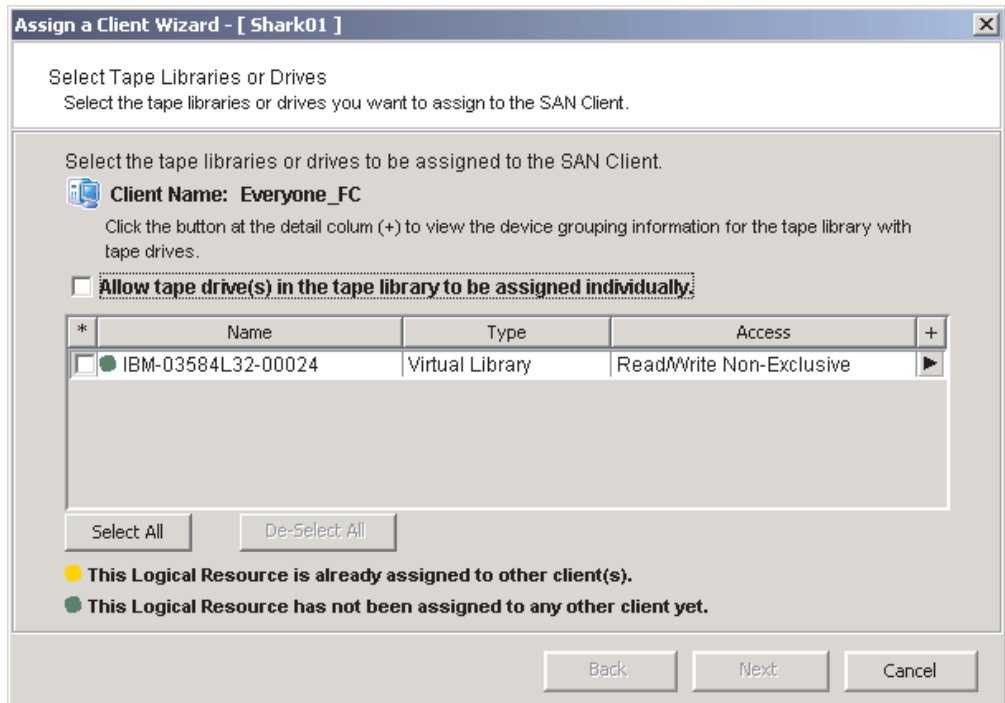 Assign a Client Wizard - [ Shark01 ]
Select Tape Libraries or Drives
Select the tape libraries or drives you want to assign to the SAN Client.
Select the tape libraries or drives to be assigned to the SAN Client.
Client Name: Everyone_FC
Click the button at the detail colum (+) to view the device grouping information for the tape library with
tape drives.
Allow tape drive(s) in the tape library to be assigned individually.
* Name Type Access +
IBM-03584L32-00024 Virtual Library Read/Write Non-Exclusive
Select All De-Select All
This Logical Resource is already assigned to other client(s).
This Logical Resource has not been assigned to any other client yet.
Back Next Cancel